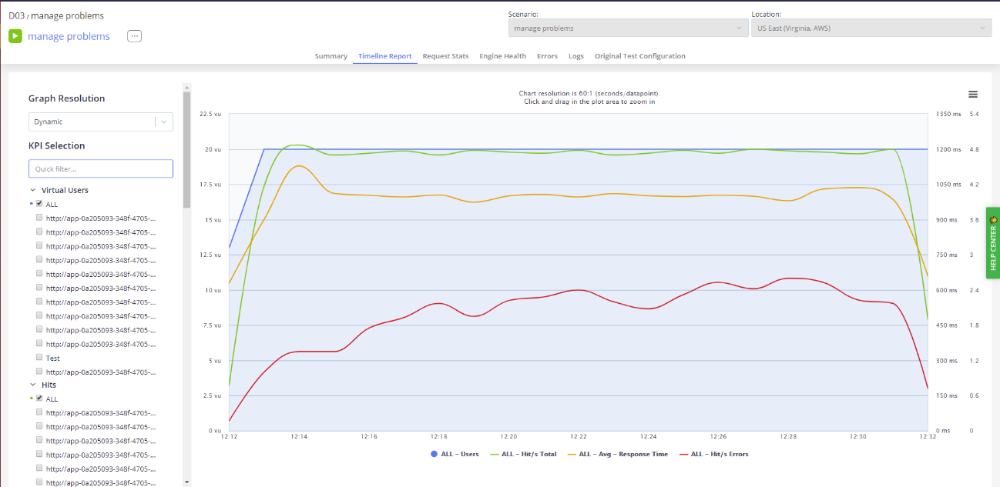 D03 / manage problems
manage problems
Scenario:
manage problems
Location:
US East (Virginia, AWS)
Summary Timeline Report Request Stats Engine Health Errors Logs Original Test Configuration
Graph Resolution
Dynamic
KPI Selection
Quick filter...
Virtual Users
ALL
http://app-0a205093-348f-4705-...
http://app-0a205093-348f-4705-...
http://app-0a205093-348f-4705-...
http://app-0a205093-348f-4705-...
http://app-0a205093-348f-4705-...
http://app-0a205093-348f-4705-...
http://app-0a205093-348f-4705-...
http://app-0a205093-348f-4705-...
http://app-0a205093-348f-4705-...
http://app-0a205093-348f-4705-...
Test
http://app-0a205093-348f-4705-...
Hits
ALL
http://app-0a205093-348f-4705-...
http://app-0a205093-348f-4705-...
http://app-0a205093-348f-4705-...
http://app-0a205093-348f-4705-...
http://app-0a205093-348f-4705-...
http://app-0a205093-348f-4705-...
Chart resolution is 60:1 (seconds/datapoint).
Click and drag in the plot area to zoom in
22.5 vu 1350 ms 5.4
20 vu 1200 ms 4.8
17.5 vu 1050 ms 4.2
15 vu 900 ms 3.6
12.5 vu 750 ms 3
10 vu 600 ms 2.4
7.5 vu 450 ms 1.8
5 vu 300 ms 1.2
2.5 vu 150 ms 0.6
0 vu 0 ms 0
12:12 12:14 12:16 12:18 12:20 12:22 12:24 12:26 12:28 12:30 12:32
ALL – Users ALL – Hit/s Total ALL – Avg – Response Time ALL – Hit/s Errors
HELP CENTER